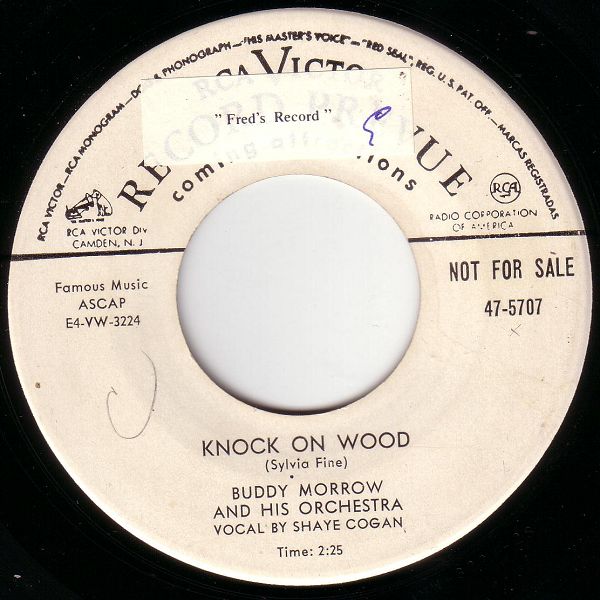 RCA VICTOR—RCA MONOGRAM—DOG & PHONOGRAPH—"HIS MASTER'S VOICE"—"RED SEAL", REG. U.S. PAT. OFF.—MARCAS REGISTRADAS
RCA VICTOR
RECORD PREVUE
" Fred's Record "
coming attractions
RCA VICTOR DIV.
CAMDEN, N. J.
RCA
RADIO CORPORATION
OF AMERICA
Famous Music
ASCAP
E4-VW-3224
NOT FOR SALE
47-5707
KNOCK ON WOOD
(Sylvia Fine)
BUDDY MORROW
AND HIS ORCHESTRA
VOCAL BY SHAYE COGAN
Time: 2:25